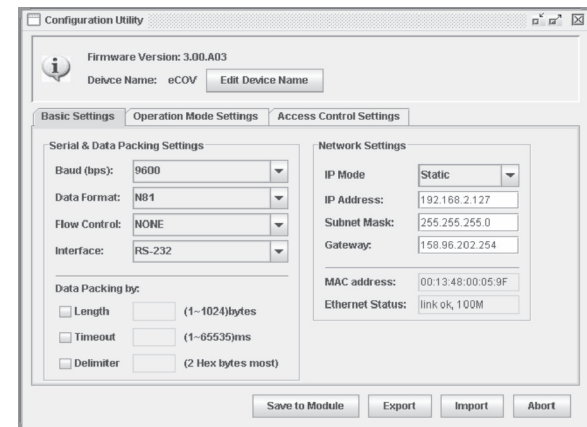 Configuration Utility
Firmware Version: 3.00.A03
Deivce Name: eCOV Edit Device Name
Basic Settings Operation Mode Settings Access Control Settings
Serial & Data Packing Settings
Baud (bps): 9600
Data Format: N81
Flow Control: NONE
Interface: RS-232
Data Packing by:
Length (1~1024)bytes
Timeout (1~65535)ms
Delimiter (2 Hex bytes most)
Network Settings
IP Mode Static
IP Address: 192.168.2.127
Subnet Mask: 255.255.255.0
Gateway: 158.96.202.254
MAC address: 00:13:48:00:05:9F
Ethernet Status: link ok, 100M
Save to Module Export Import Abort